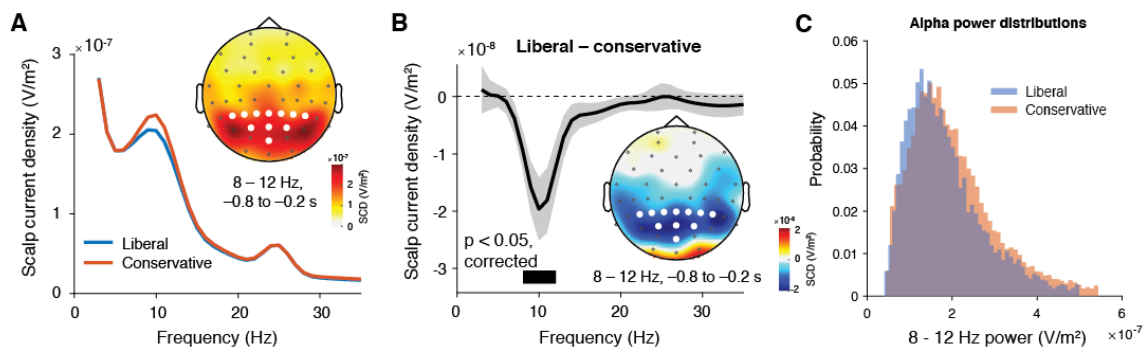 A
×10⁻⁷
Scalp current density (V/m²)
3
2
1
0
0
10
20
30
Frequency (Hz)
8 – 12 Hz,
–0.8 to –0.2 s
×10⁻⁷
2
1
0
SCD (V/m²)
Liberal
Conservative
B
×10⁻⁸
Liberal – conservative
Scalp current density (V/m²)
0
-1
-2
-3
0
10
20
30
Frequency (Hz)
p < 0.05,
corrected
8 – 12 Hz, –0.8 to –0.2 s
×10⁻⁸
2
0
-2
SCD (V/m²)
C
Alpha power distributions
Probability
0.06
0.05
0.04
0.03
0.02
0.01
0
0
2
4
6
×10⁻⁷
8 - 12 Hz power (V/m²)
Liberal
Conservative